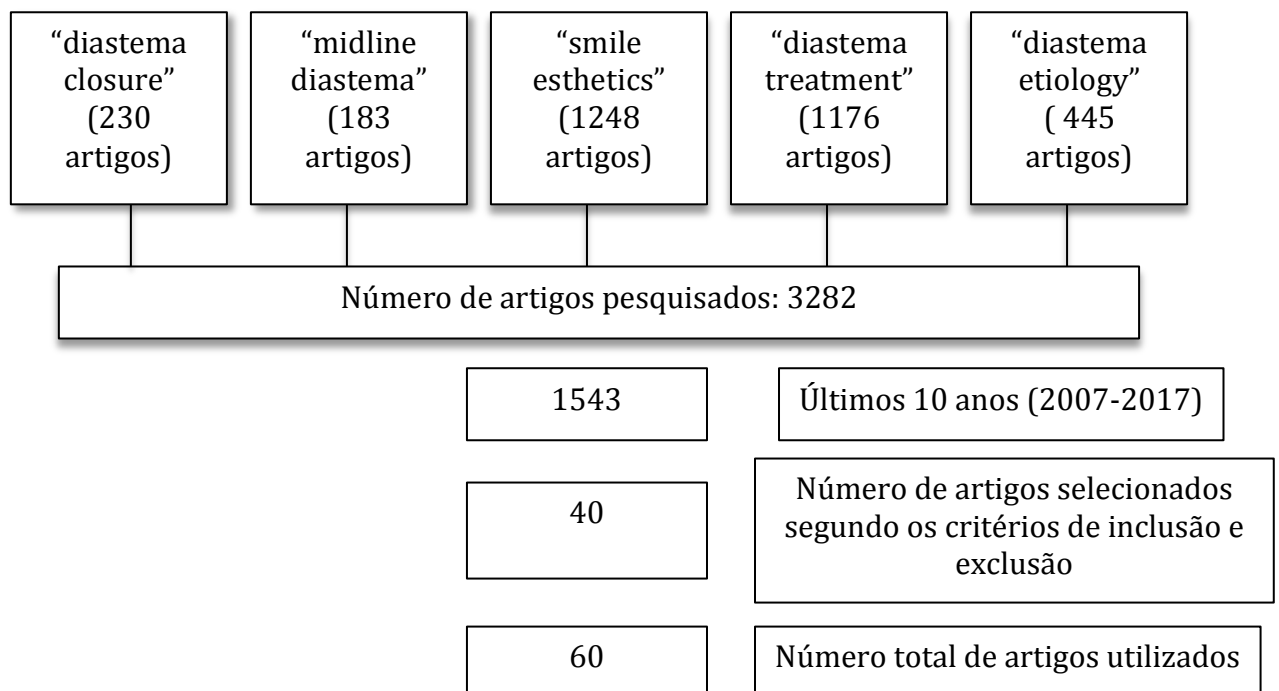 “diastema
closure”
(230
artigos)
“midline
diastema”
(183
artigos)
“smile
esthetics”
(1248
artigos)
“diastema
treatment”
(1176
artigos)
“diastema
etiology”
( 445
artigos)
Número de artigos pesquisados: 3282
1543
Últimos 10 anos (2007-2017)
40
Número de artigos selecionados
segundo os critérios de inclusão e
exclusão
60
Número total de artigos utilizados